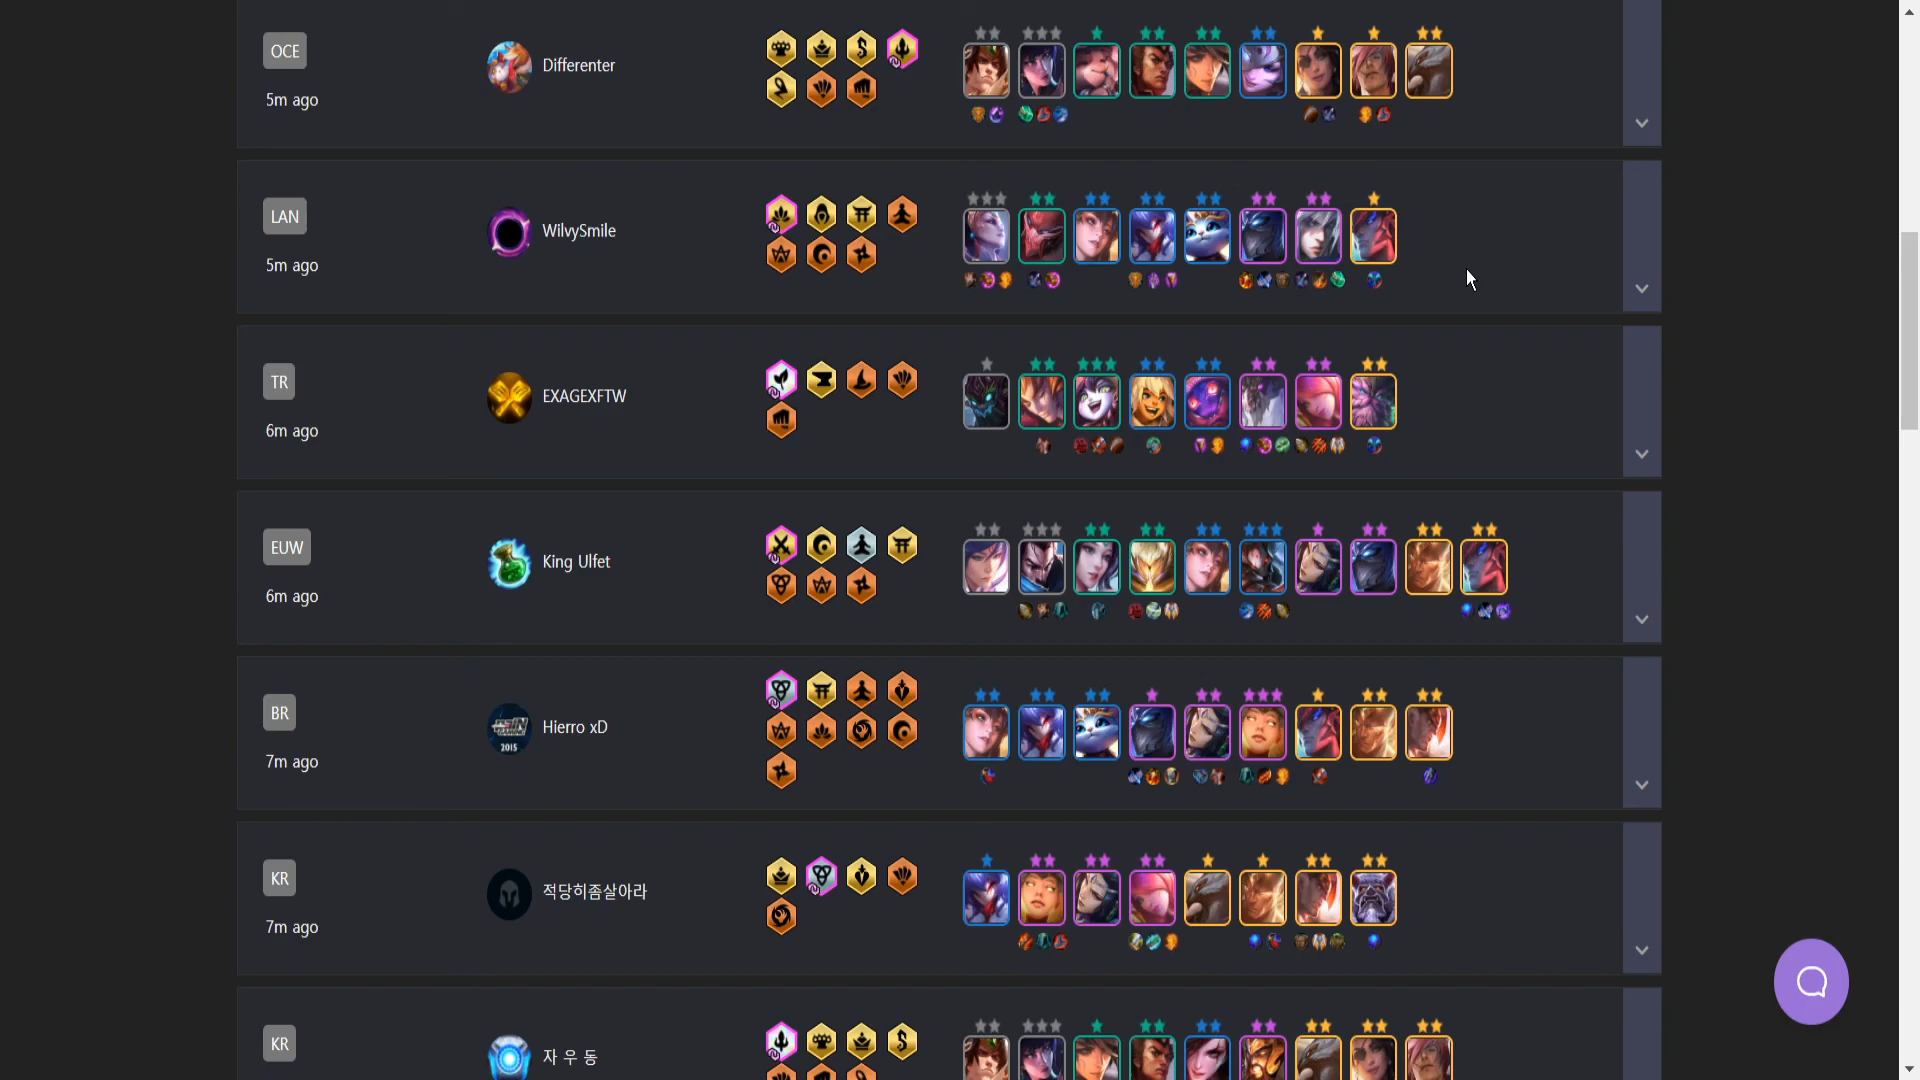 OCE
Differenter
5m ago
LAN
WilvySmile
5m ago
TR
EXAGEXFTW
6m ago
EUW
King Ulfet
6m ago
BR
Hierro xD
2015
7m ago
KR
적당히좀살아라
7m ago
KR
자 우 동